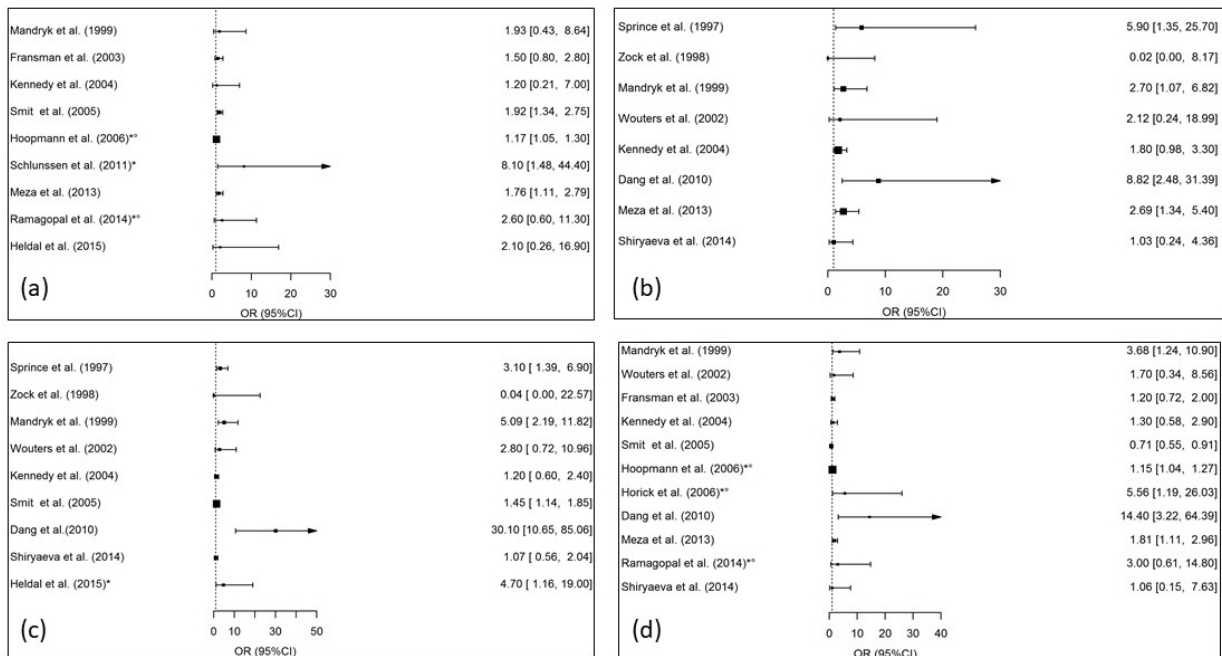 Mandryk et al. (1999) 1.93 [0.43, 8.64]
Fransman et al. (2003) 1.50 [0.80, 2.80]
Kennedy et al. (2004) 1.20 [0.21, 7.00]
Smit et al. (2005) 1.92 [1.34, 2.75]
Hoopmann et al. (2006)*° 1.17 [1.05, 1.30]
Schlunssen et al. (2011)* 8.10 [1.48, 44.40]
Meza et al. (2013) 1.76 [1.11, 2.79]
Ramagopal et al. (2014)*° 2.60 [0.60, 11.30]
Heldal et al. (2015) 2.10 [0.26, 16.90]
0 10 20 30
OR (95%CI)
(a)
Sprince et al. (1997) 5.90 [1.35, 25.70]
Zock et al. (1998) 0.02 [0.00, 8.17]
Mandryk et al. (1999) 2.70 [1.07, 6.82]
Wouters et al. (2002) 2.12 [0.24, 18.99]
Kennedy et al. (2004) 1.80 [0.98, 3.30]
Dang et al. (2010) 8.82 [2.48, 31.39]
Meza et al. (2013) 2.69 [1.34, 5.40]
Shiryaeva et al. (2014) 1.03 [0.24, 4.36]
0 10 20 30
OR (95%CI)
(b)
Sprince et al. (1997) 3.10 [ 1.39, 6.90]
Zock et al. (1998) 0.04 [ 0.00, 22.57]
Mandryk et al. (1999) 5.09 [ 2.19, 11.82]
Wouters et al. (2002) 2.80 [ 0.72, 10.96]
Kennedy et al. (2004) 1.20 [ 0.60, 2.40]
Smit et al. (2005) 1.45 [ 1.14, 1.85]
Dang et al.(2010) 30.10 [10.65, 85.06]
Shiryaeva et al. (2014) 1.07 [ 0.56, 2.04]
Heldal et al. (2015)* 4.70 [ 1.16, 19.00]
0 10 30 50
OR (95%CI)
(c)
Mandryk et al. (1999) 3.68 [1.24, 10.90]
Wouters et al. (2002) 1.70 [0.34, 8.56]
Fransman et al. (2003) 1.20 [0.72, 2.00]
Kennedy et al. (2004) 1.30 [0.58, 2.90]
Smit et al. (2005) 0.71 [0.55, 0.91]
Hoopmann et al. (2006)*° 1.15 [1.04, 1.27]
Horick et al. (2006)*° 5.56 [1.19, 26.03]
Dang et al. (2010) 14.40 [3.22, 64.39]
Meza et al. (2013) 1.81 [1.11, 2.96]
Ramagopal et al. (2014)*° 3.00 [0.61, 14.80]
Shiryaeva et al. (2014) 1.06 [0.15, 7.63]
0 10 20 30 40
OR (95%CI)
(d)